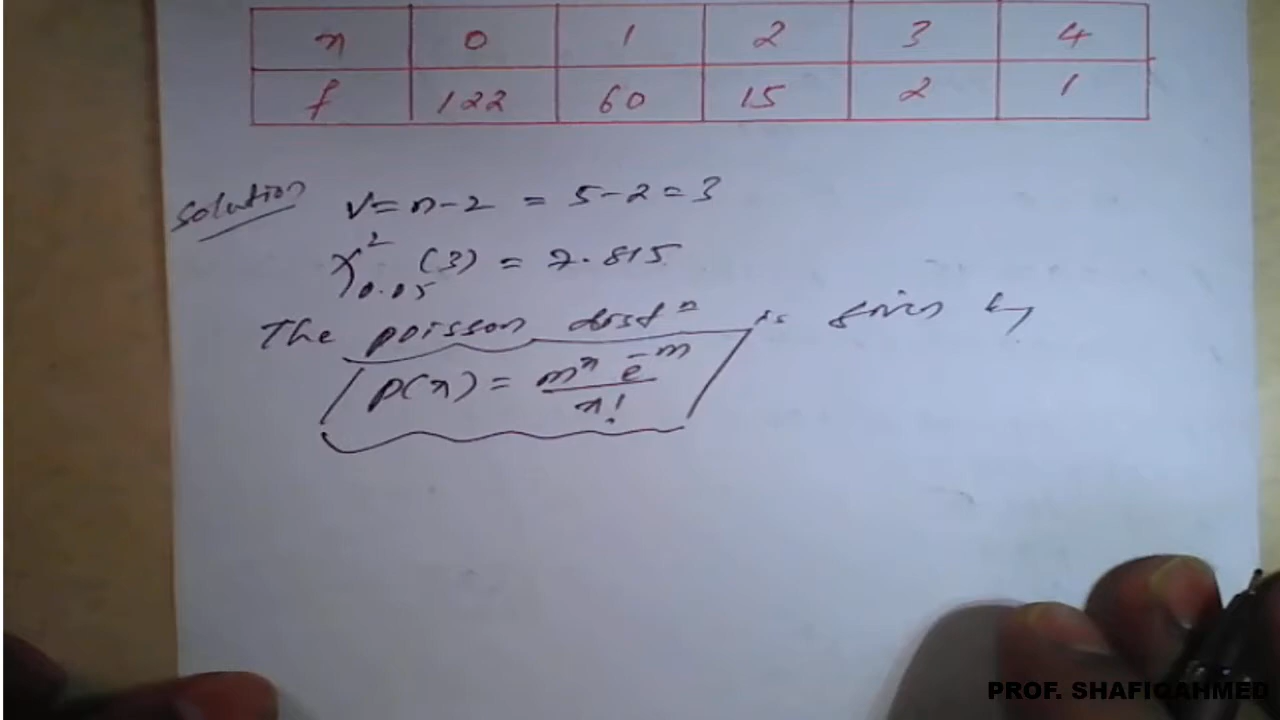 x 0 1 2 3 4
f 122 60 15 2 1
Solution ν = n-2 = 5-2 = 3
χ²0.05 (3) = 7.815
The poisson distⁿ is given by
P(x) = mˣ e⁻ᵐ / x!
PROF. SHAFIQAHMED